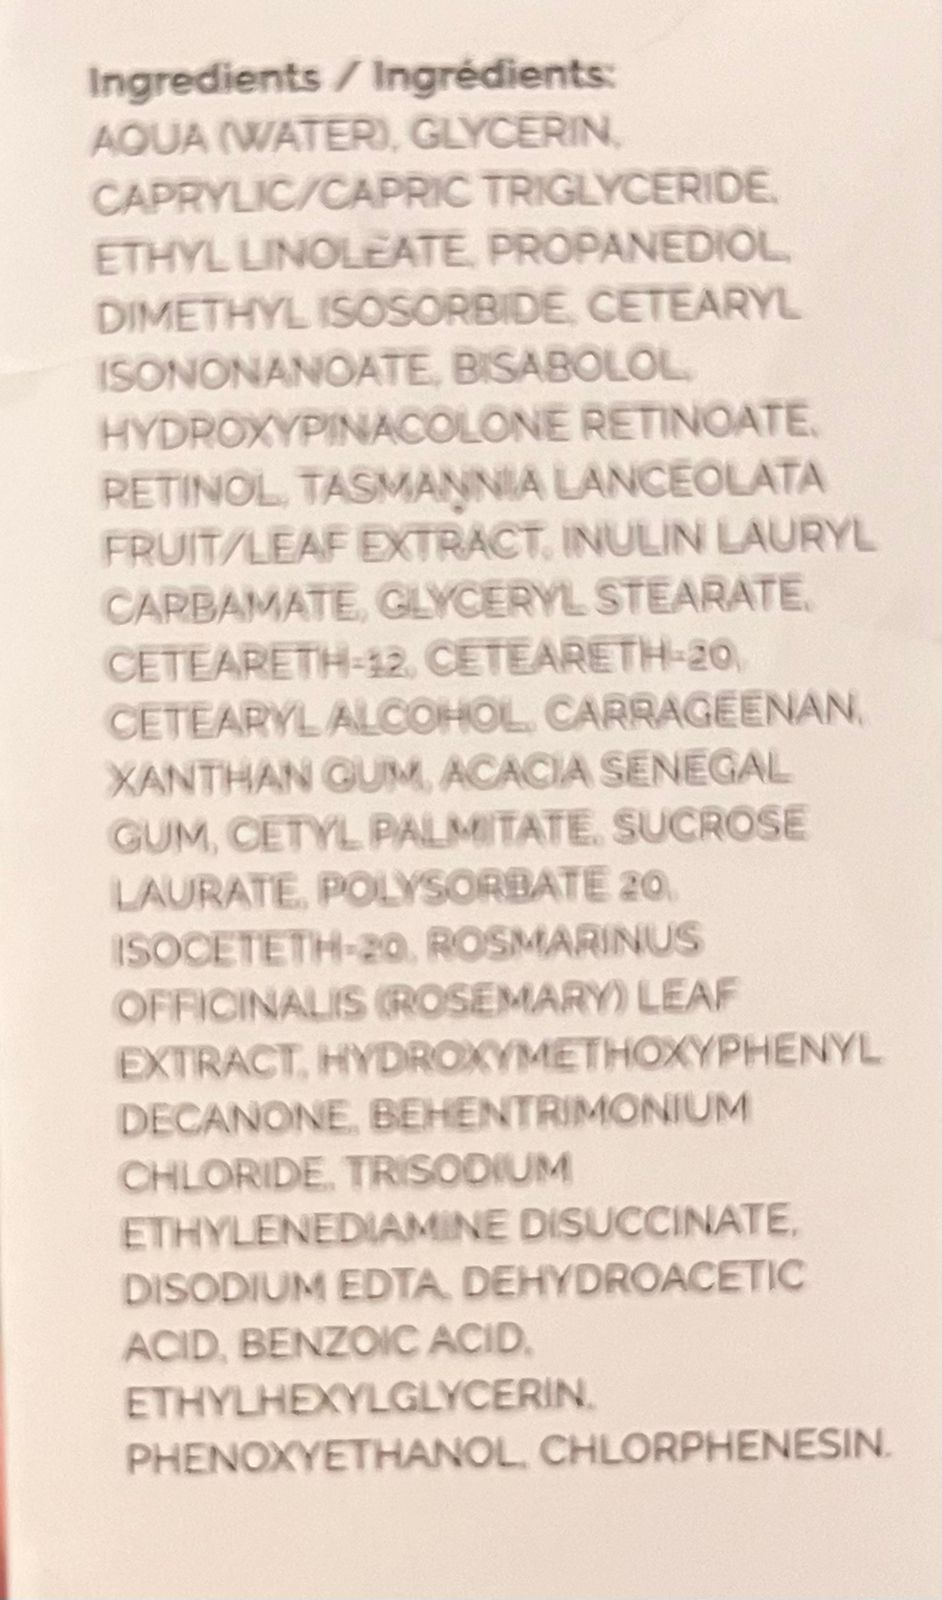 Ingredients / Ingrédients:
AQUA (WATER), GLYCERIN,
CAPRYLIC/CAPRIC TRIGLYCERIDE,
ETHYL LINOLEATE, PROPANEDIOL,
DIMETHYL ISOSORBIDE, CETEARYL
ISONONANOATE, BISABOLOL,
HYDROXYPINACOLONE RETINOATE,
RETINOL, TASMANNIA LANCEOLATA
FRUIT/LEAF EXTRACT, INULIN LAURYL
CARBAMATE, GLYCERYL STEARATE,
CETEARETH-12, CETEARETH-20,
CETEARYL ALCOHOL, CARRAGEENAN,
XANTHAN GUM, ACACIA SENEGAL
GUM, CETYL PALMITATE, SUCROSE
LAURATE, POLYSORBATE 20,
ISOCETETH-20, ROSMARINUS
OFFICINALIS (ROSEMARY) LEAF
EXTRACT, HYDROXYMETHOXYPHENYL
DECANONE, BEHENTRIMONIUM
CHLORIDE, TRISODIUM
ETHYLENEDIAMINE DISUCCINATE,
DISODIUM EDTA, DEHYDROACETIC
ACID, BENZOIC ACID,
ETHYLHEXYLGLYCERIN,
PHENOXYETHANOL, CHLORPHENESIN.